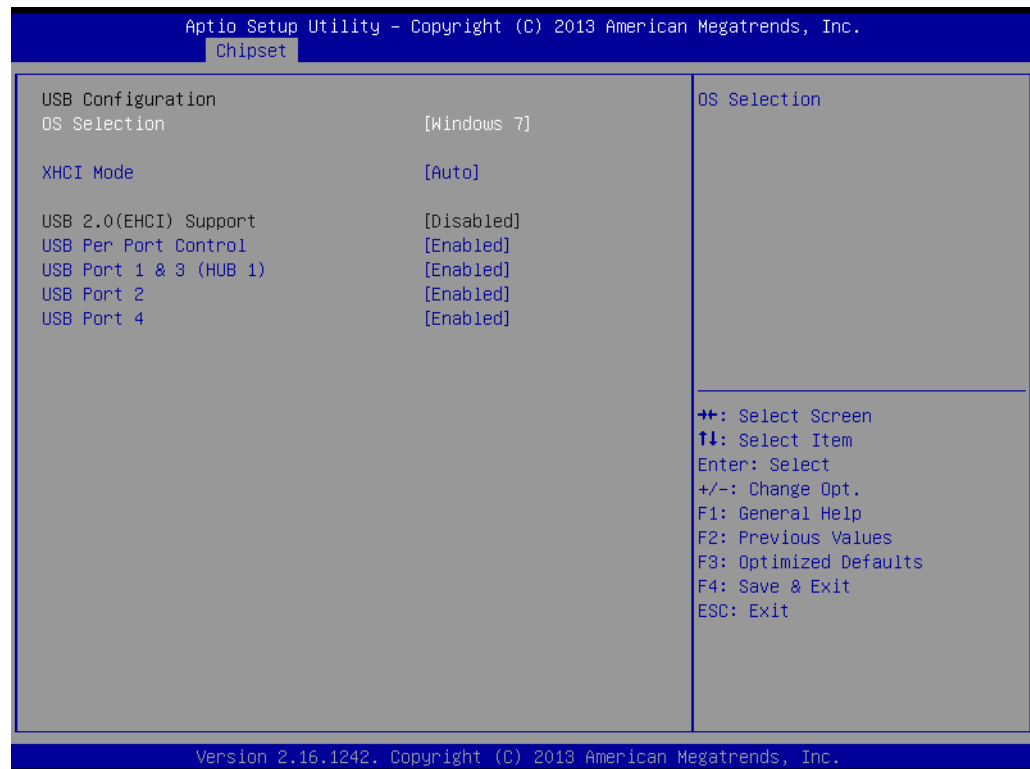 Aptio Setup Utility – Copyright (C) 2013 American Megatrends, Inc.
Chipset
USB Configuration
OS Selection [Windows 7]
XHCI Mode [Auto]
USB 2.0(EHCI) Support [Disabled]
USB Per Port Control [Enabled]
USB Port 1 & 3 (HUB 1) [Enabled]
USB Port 2 [Enabled]
USB Port 4 [Enabled]
OS Selection
→←: Select Screen
↑↓: Select Item
Enter: Select
+/-: Change Opt.
F1: General Help
F2: Previous Values
F3: Optimized Defaults
F4: Save & Exit
ESC: Exit
Version 2.16.1242. Copyright (C) 2013 American Megatrends, Inc.